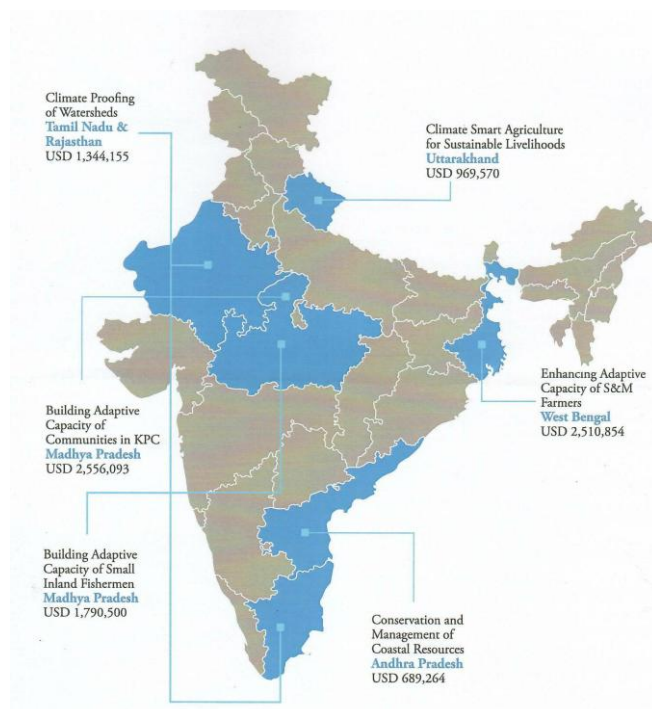 Climate Proofing
of Watersheds
Tamil Nadu &
Rajasthan
USD 1,344,155
Climate Smart Agriculture
for Sustainable Livelihoods
Uttarakhand
USD 969,570
Building Adaptive
Capacity of
Communities in KPC
Madhya Pradesh
USD 2,556,093
Enhancing Adaptive
Capacity of S&M
Farmers
West Bengal
USD 2,510,854
Building Adaptive
Capacity of Small
Inland Fishermen
Madhya Pradesh
USD 1,790,500
Conservation and
Management of
Coastal Resources
Andhra Pradesh
USD 689,264